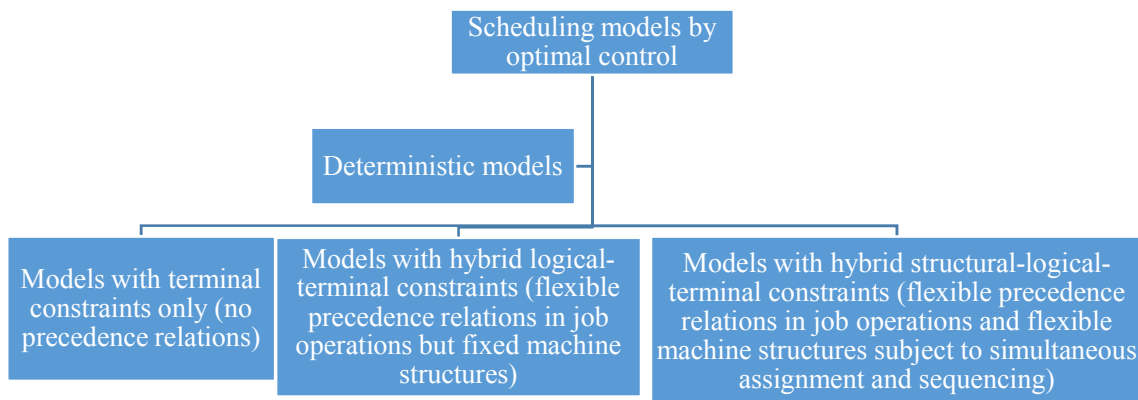 Scheduling models by
optimal control
Deterministic models
Models with terminal
constraints only (no
precedence relations)
Models with hybrid logical-
terminal constraints (flexible
precedence relations in job
operations but fixed machine
structures)
Models with hybrid structural-logical-
terminal constraints (flexible precedence
relations in job operations and flexible
machine structures subject to simultaneous
assignment and sequencing)